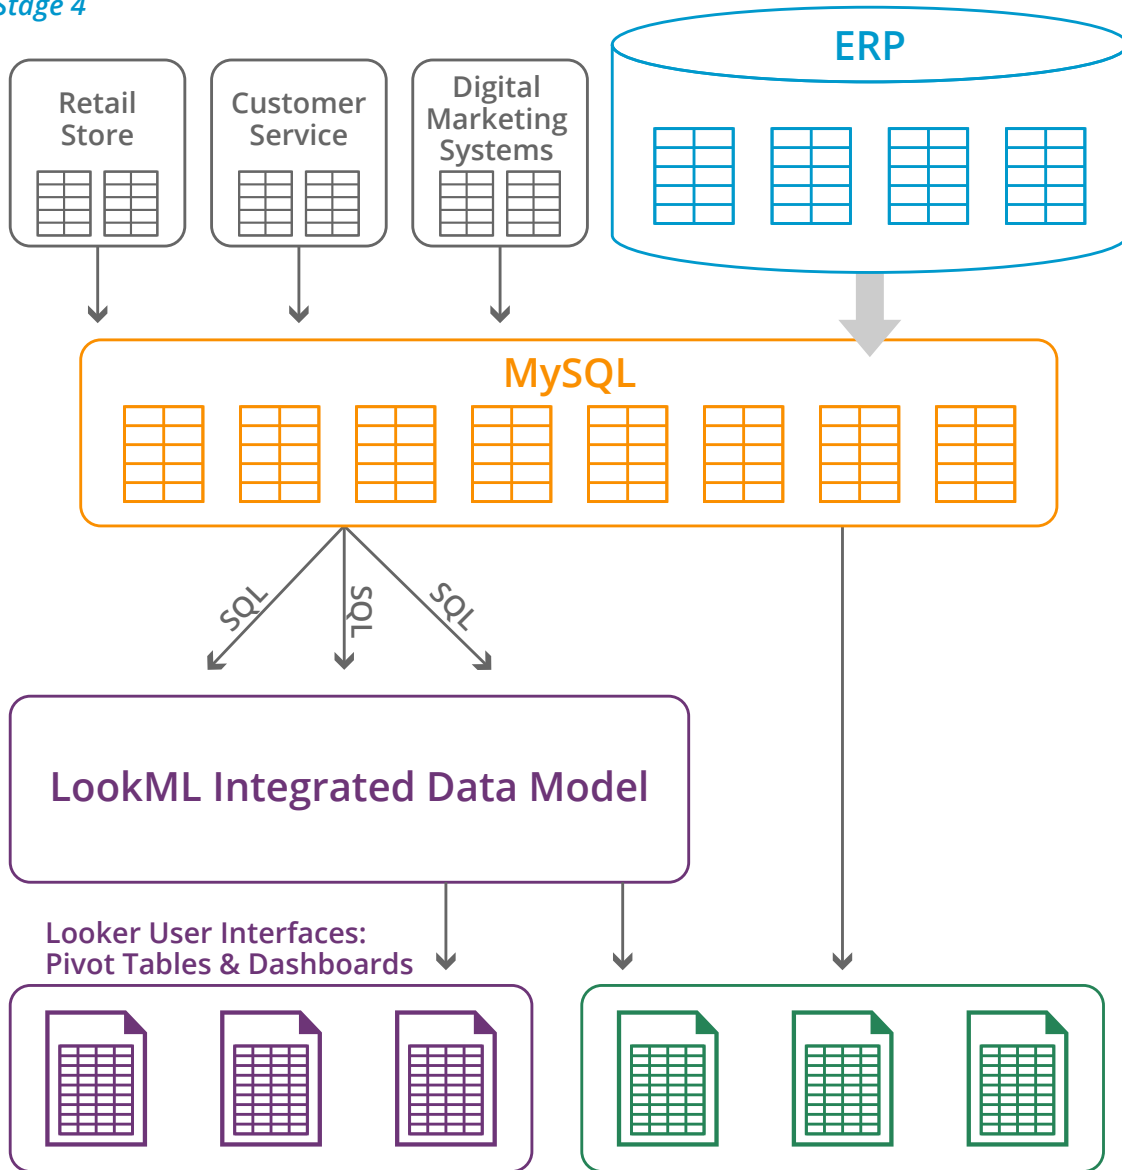 Stage 4
ERP
Retail
Store
Customer
Service
Digital
Marketing
Systems
MySQL
SQL
SQL
SQL
LookML Integrated Data Model
Looker User Interfaces:
Pivot Tables & Dashboards